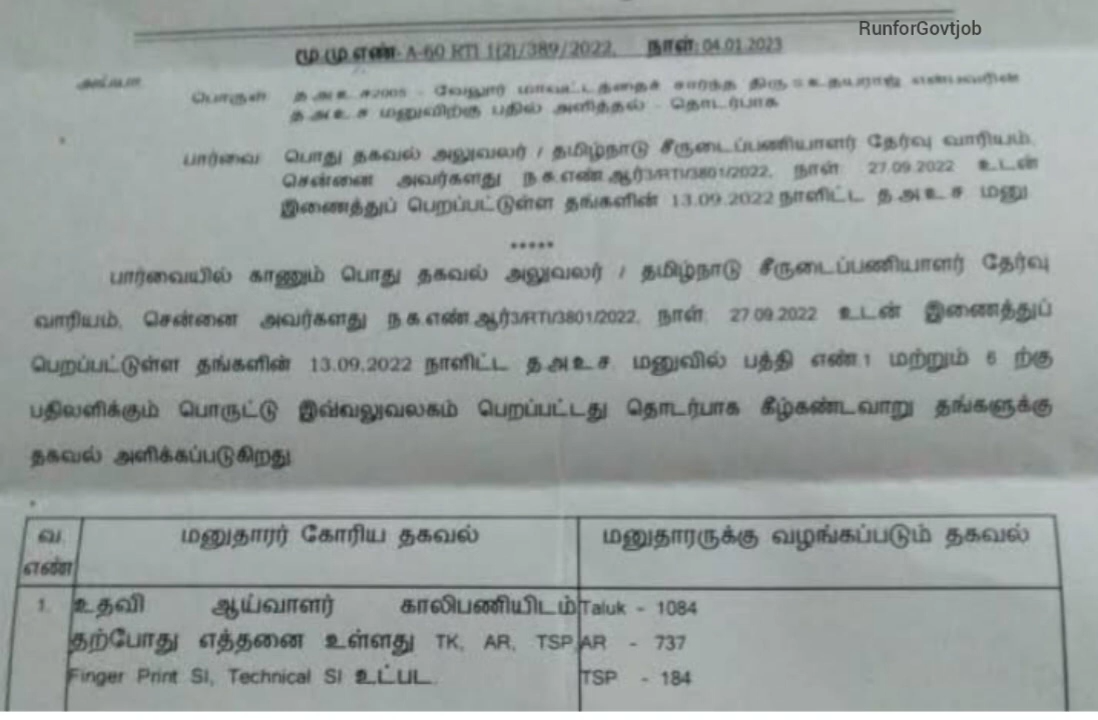 RunforGovtjob
மு.மு.எண்- A-60 RTI 1(2)/389/2022, நாள்: 04.01.2023
பொருள் த.அ.உ.ச2005 - வேலூர் மாவட்டத்தைச் சார்ந்த திரு.S.உதயராஜ் என்பவரின்
த.அ.உ.ச மனுவிற்கு பதில் அளித்தல் - தொடர்பாக
பார்வை பொது தகவல் அலுவலர் / தமிழ்நாடு சீருடைப்பணியாளர் தேர்வு வாரியம்,
சென்னை அவர்களது ந.க.எண்.ஆர்3/RTI/3801/2022, நாள் 27.09.2022 உடன்
இணைத்துப் பெறப்பட்டுள்ள தங்களின் 13.09.2022 நாளிட்ட த.அ.உ.ச மனு
*****
பார்வையில் காணும் பொது தகவல் அலுவலர் / தமிழ்நாடு சீருடைப்பணியாளர் தேர்வு
வாரியம், சென்னை அவர்களது ந.க.எண்.ஆர்3/RTI/3801/2022, நாள். 27.09.2022 உடன் இணைத்துப்
பெறப்பட்டுள்ள தங்களின் 13.09.2022 நாளிட்ட த.அ.உ.ச. மனுவில் பத்தி எண்.1 மற்றும் 6 ற்கு
பதிலளிக்கும் பொருட்டு இவ்வலுவலகம் பெறப்பட்டது தொடர்பாக கீழ்கண்டவாறு தங்களுக்கு
தகவல் அளிக்கப்படுகிறது
வ. எண் மனுதாரர் கோரிய தகவல் மனுதாரருக்கு வழங்கப்படும் தகவல்
1. உதவி ஆய்வாளர் காலிபணியிடம் Taluk - 1084
தற்போது எத்தனை உள்ளது TK, AR, TSP, AR - 737
Finger Print SI, Technical SI உட்பட. TSP - 184